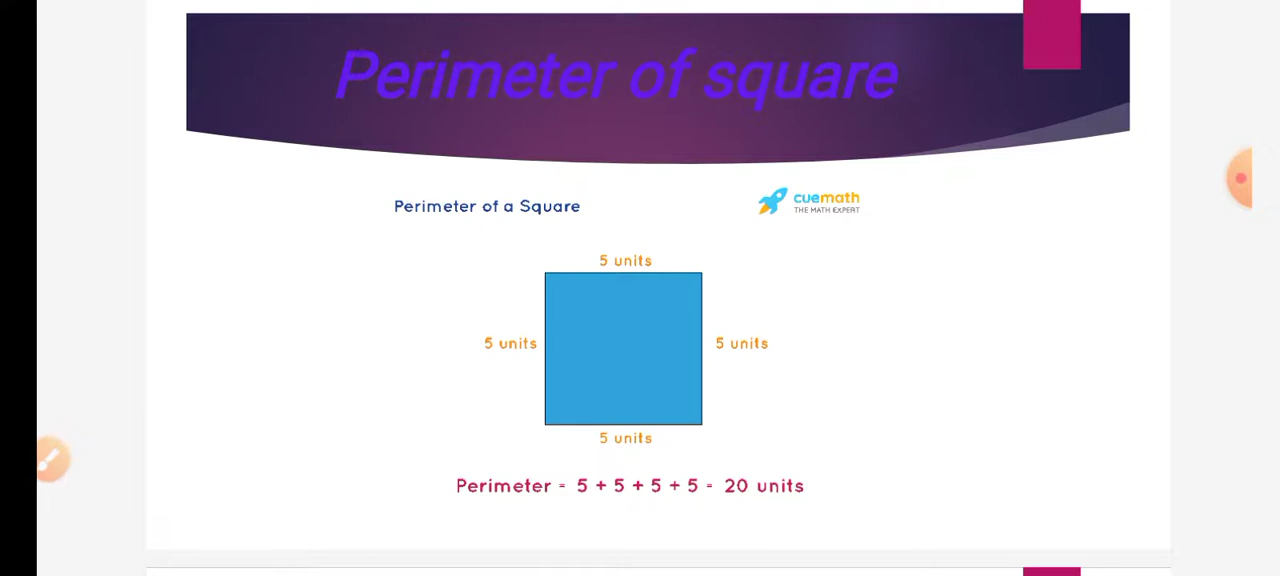 Perimeter of square
Perimeter of a Square
cuemath
THE MATH EXPERT
5 units
5 units
5 units
5 units
Perimeter = 5 + 5 + 5 + 5 = 20 units